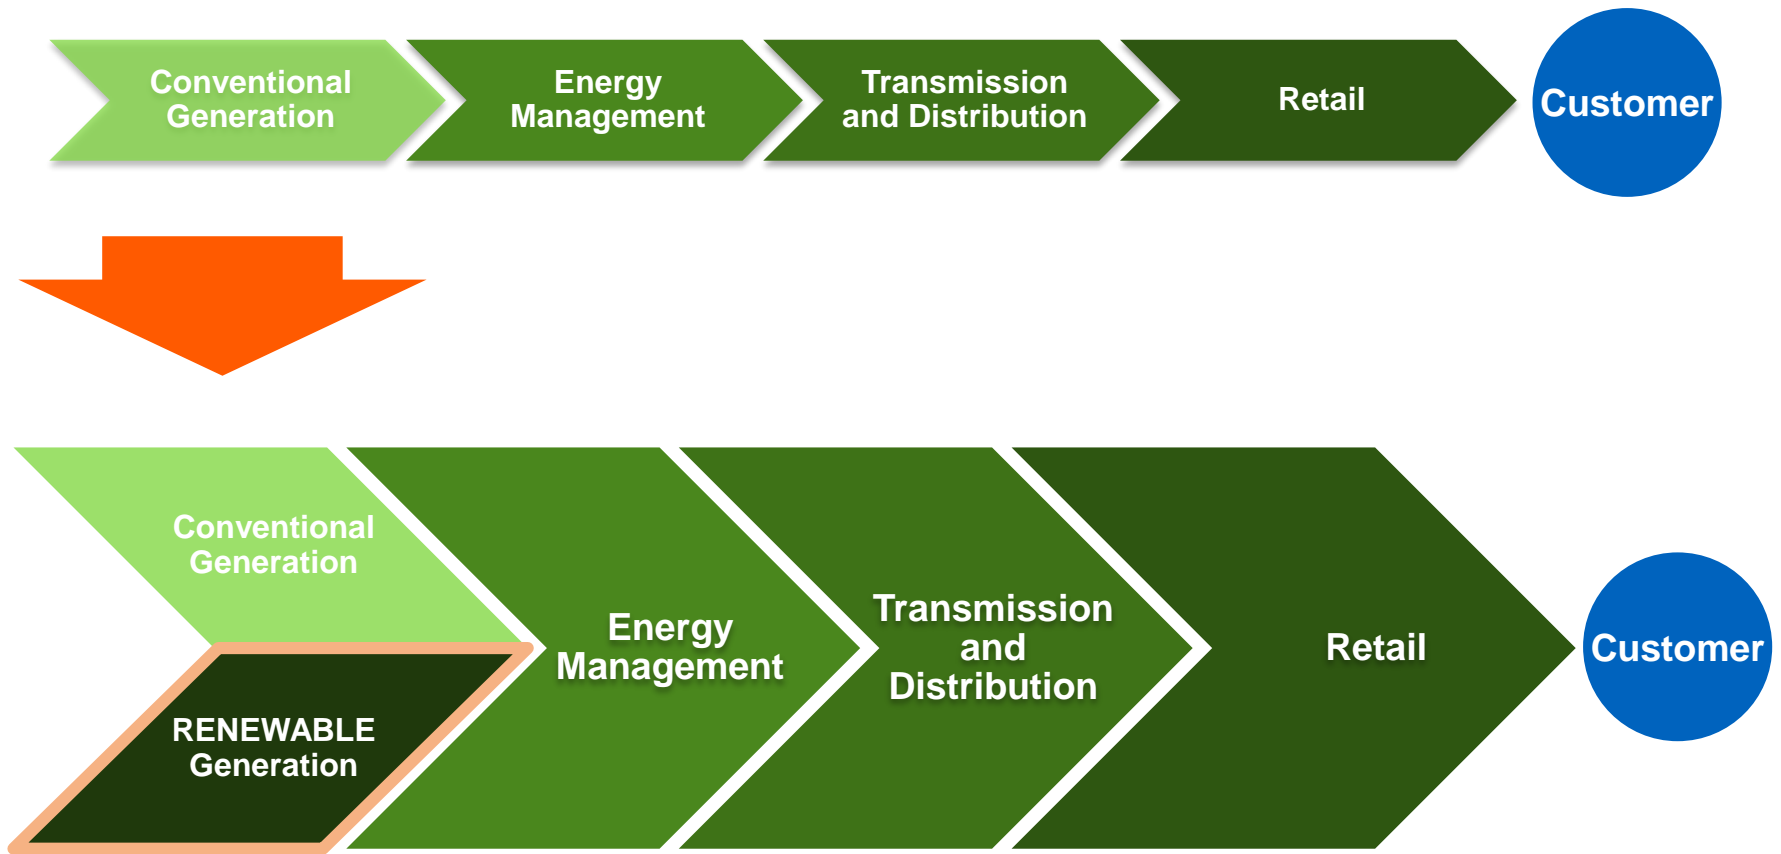 Conventional
Generation
Energy
Management
Transmission
and Distribution
Retail
Customer
Conventional
Generation
RENEWABLE
Generation
Energy
Management
Transmission
and
Distribution
Retail
Customer